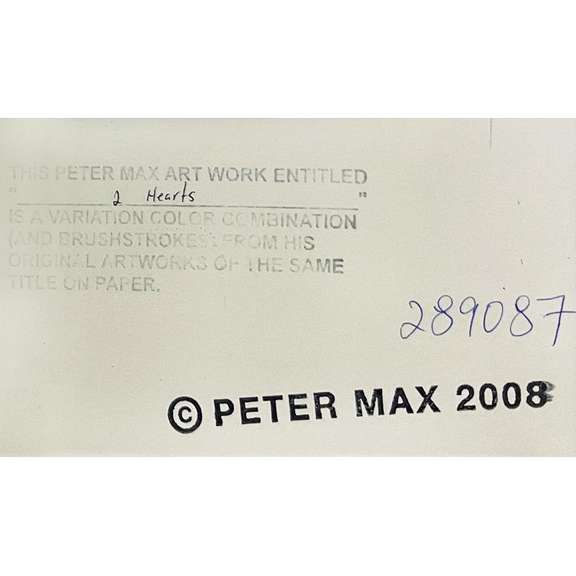 THIS PETER MAX ART WORK ENTITLED
" 2 Hearts "
IS A VARIATION COLOR COMBINATION
(AND BRUSHSTROKES) FROM HIS
ORIGINAL ARTWORKS OF THE SAME
TITLE ON PAPER.
289087
© PETER MAX 2008